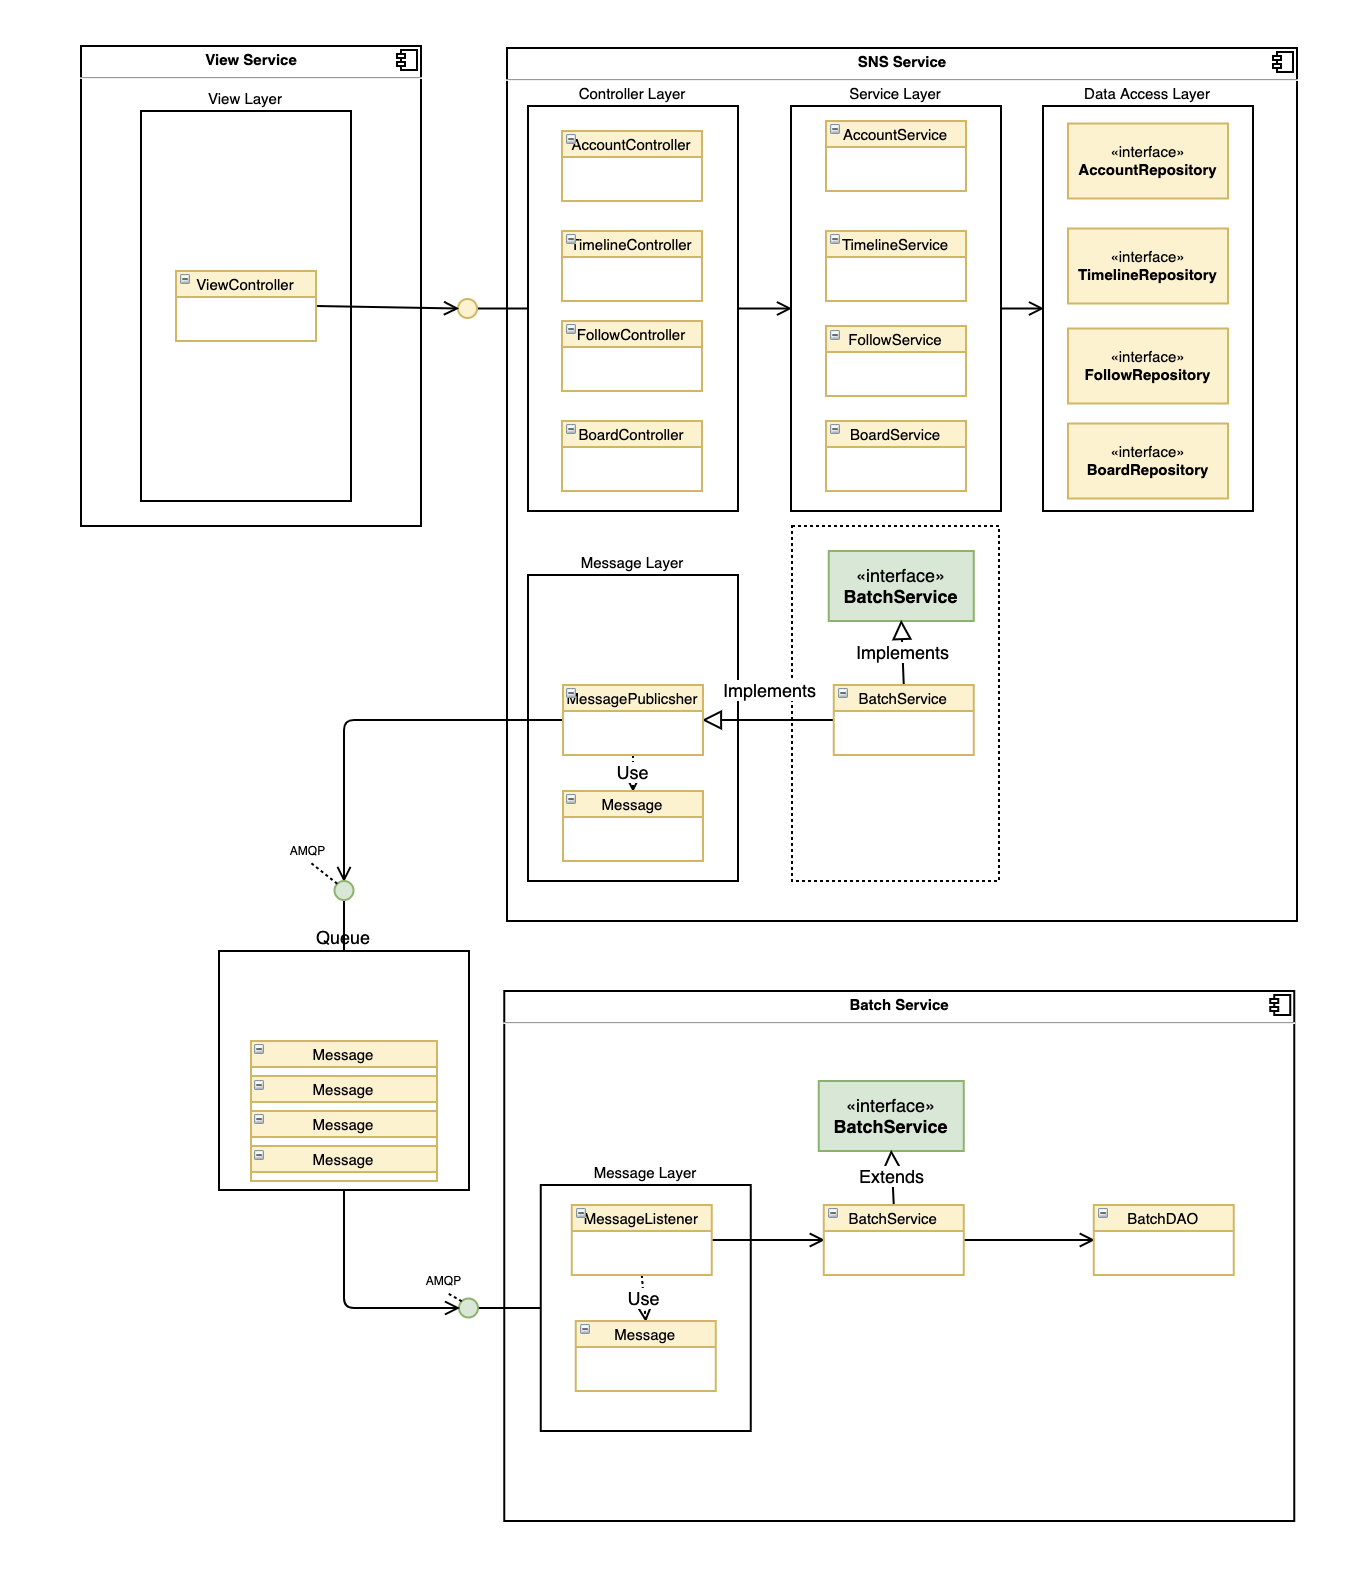 View Service
View Layer
ViewController
SNS Service
Controller Layer
AccountController
TimelineController
FollowController
BoardController
Service Layer
AccountService
TimelineService
FollowService
BoardService
Data Access Layer
«interface»
AccountRepository
«interface»
TimelineRepository
«interface»
FollowRepository
«interface»
BoardRepository
Message Layer
MessagePublicsher
Use
Message
Implements
«interface»
BatchService
Implements
BatchService
AMQP
Queue
Message
Message
Message
Message
AMQP
Batch Service
Message Layer
MessageListener
Use
Message
«interface»
BatchService
Extends
BatchService
BatchDAO